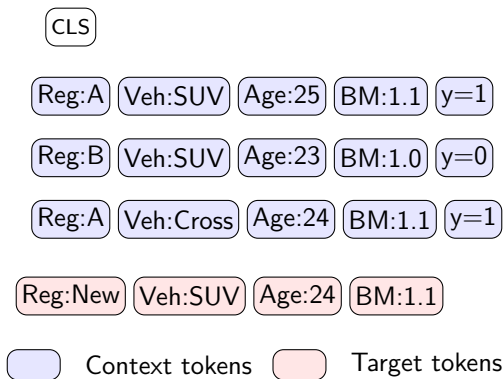 CLS
Reg:A Veh:SUV Age:25 BM:1.1 y=1
Reg:B Veh:SUV Age:23 BM:1.0 y=0
Reg:A Veh:Cross Age:24 BM:1.1 y=1
Reg:New Veh:SUV Age:24 BM:1.1
Context tokens Target tokens